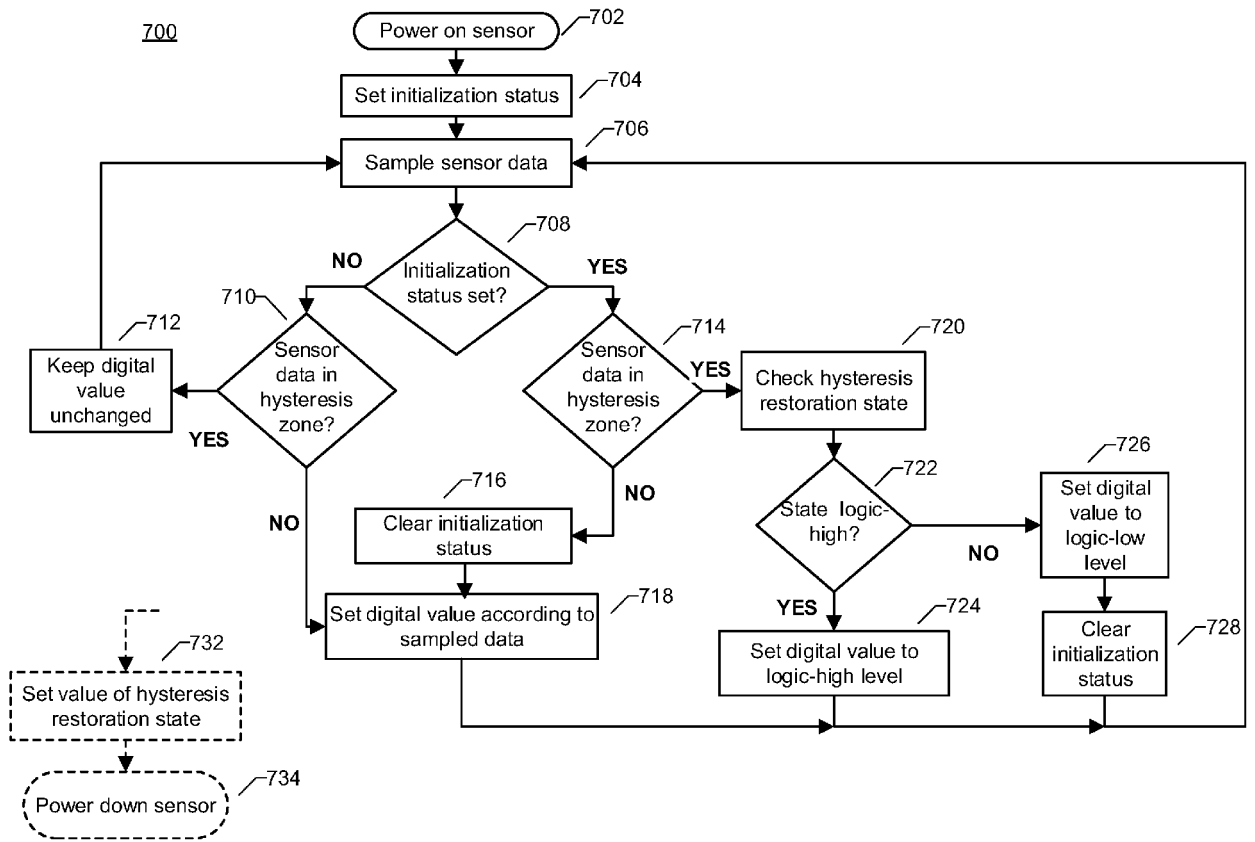 700
Power on sensor
702
Set initialization status
704
Sample sensor data
706
Initialization
status set?
708
NO
YES
710
Sensor
data in
hysteresis
zone?
YES
NO
712
Keep digital
value
unchanged
714
Sensor
data in
hysteresis
zone?
YES
NO
716
Clear initialization
status
Set digital value according to
sampled data
718
720
Check hysteresis
restoration state
722
State logic-
high?
YES
NO
724
Set digital value to
logic-high level
726
Set digital
value to
logic-low
level
Clear
initialization
status
728
732
Set value of hysteresis
restoration state
Power down sensor
734